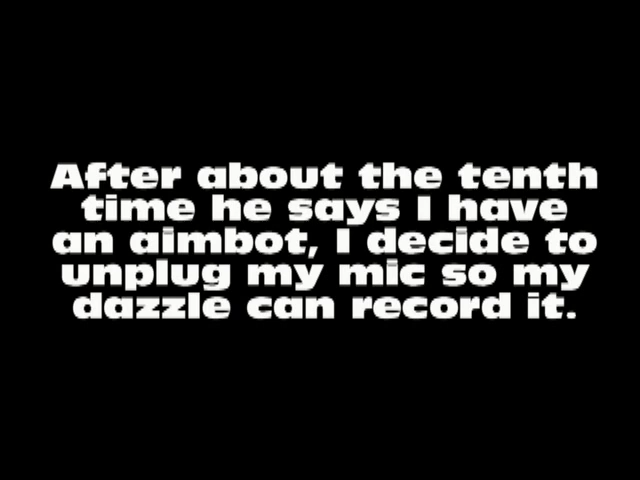 After about the tenth
time he says I have
an aimbot, I decide to
unplug my mic so my
dazzle can record it.